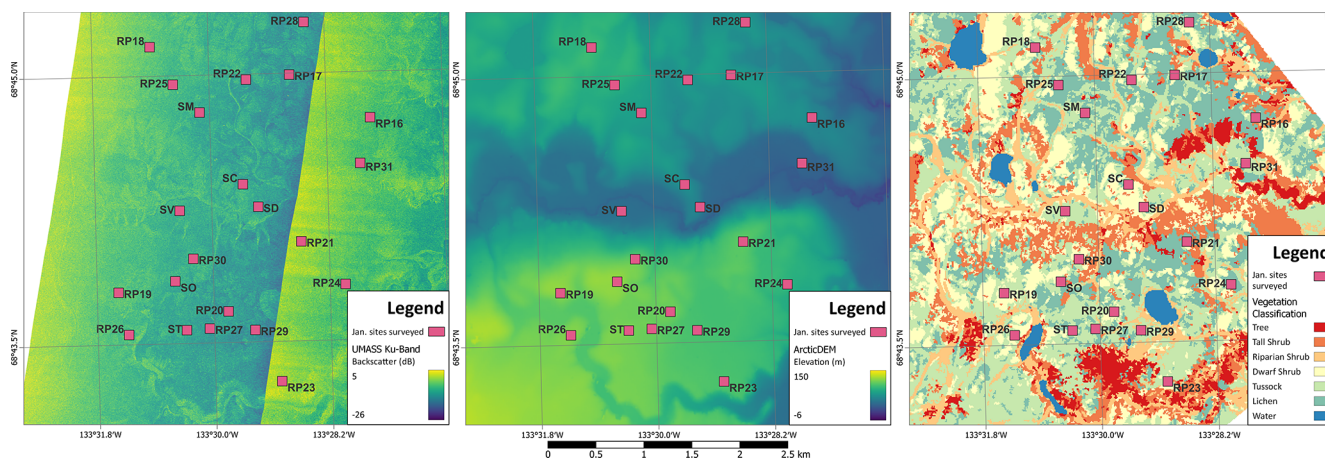 RP28
RP18
RP22
RP17
RP25
SM
RP16
RP31
SC
SV
SD
RP21
RP30
SO
RP24
RP19
RP20
RP26
ST
RP27
RP29
RP23
68°45.0'N
68°43.5'N
133°31.8'W
133°30.0'W
133°28.2'W
Legend
Jan. sites surveyed
UMASS Ku-Band
Backscatter (dB)
5
-26
RP28
RP18
RP22
RP17
RP25
SM
RP16
RP31
SC
SV
SD
RP21
RP30
SO
RP24
RP19
RP20
RP26
ST
RP27
RP29
RP23
68°45.0'N
68°43.5'N
133°31.8'W
133°30.0'W
133°28.2'W
Legend
Jan. sites surveyed
ArcticDEM
Elevation (m)
150
-6
0 0.5 1 1.5 2 2.5 km
RP28
RP18
RP22
RP17
RP25
SM
RP16
RP31
SC
SV
SD
RP21
RP30
SO
RP24
RP19
RP20
RP26
ST
RP27
RP29
RP23
68°45.0'N
68°43.5'N
133°31.8'W
133°30.0'W
133°28.2'W
Legend
Jan. sites
surveyed
Vegetation
Classification
Tree
Tall Shrub
Riparian Shrub
Dwarf Shrub
Tussock
Lichen
Water